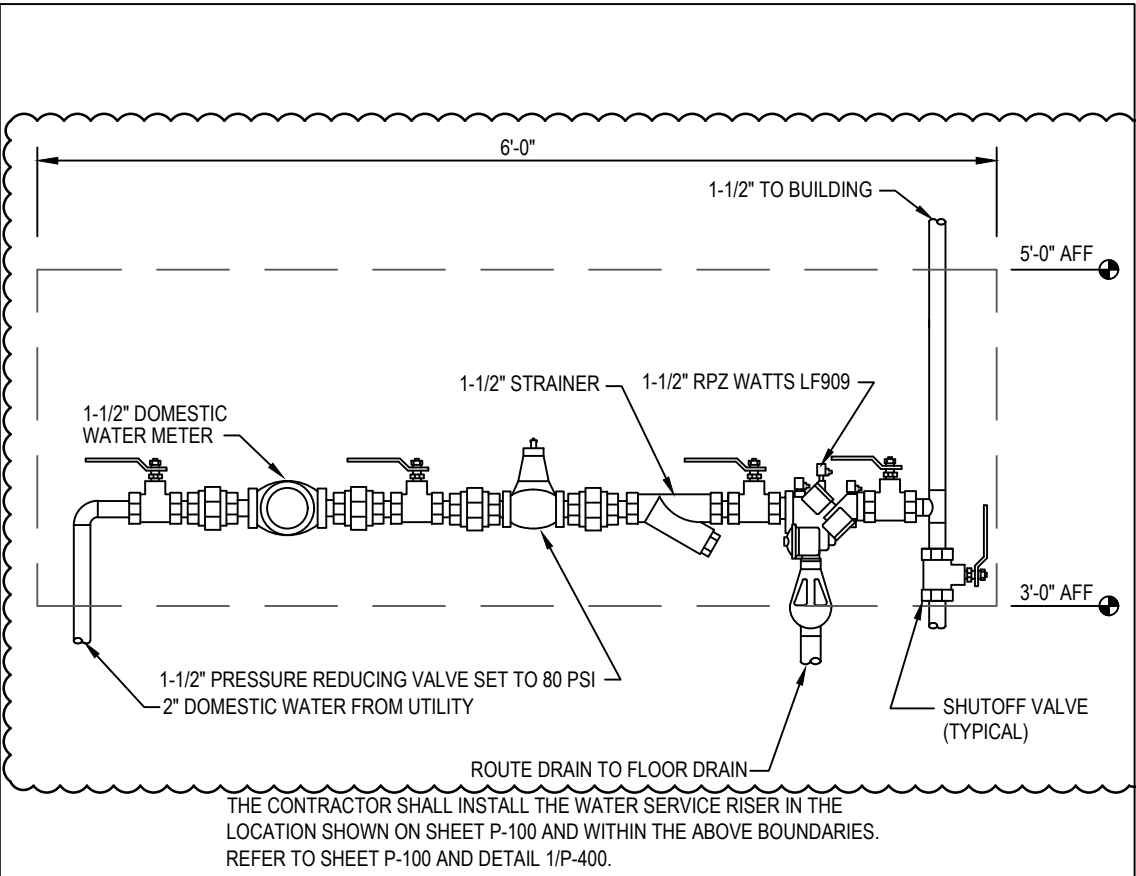 6'-0"
1-1/2" TO BUILDING
5'-0" AFF
1-1/2" STRAINER
1-1/2" RPZ WATTS LF909
1-1/2" DOMESTIC
WATER METER
3'-0" AFF
1-1/2" PRESSURE REDUCING VALVE SET TO 80 PSI
2" DOMESTIC WATER FROM UTILITY
SHUTOFF VALVE
(TYPICAL)
ROUTE DRAIN TO FLOOR DRAIN
THE CONTRACTOR SHALL INSTALL THE WATER SERVICE RISER IN THE
LOCATION SHOWN ON SHEET P-100 AND WITHIN THE ABOVE BOUNDARIES.
REFER TO SHEET P-100 AND DETAIL 1/P-400.